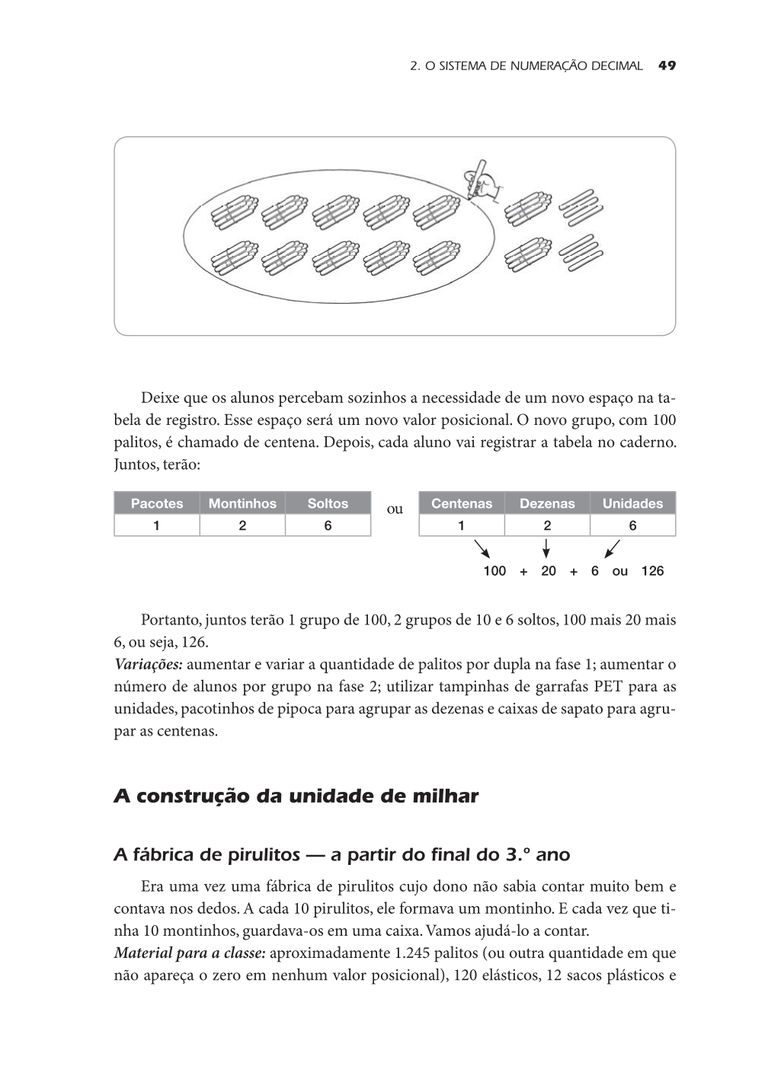 2. O SISTEMA DE NUMERAÇÃO DECIMAL 49
Deixe que os alunos percebam sozinhos a necessidade de um novo espaço na ta-
bela de registro. Esse espaço será um novo valor posicional. O novo grupo, com 100
palitos, é chamado de centena. Depois, cada aluno vai registrar a tabela no caderno.
Juntos, terão:
Pacotes Montinhos Soltos ou Centenas Dezenas Unidades
1 2 6 1 2 6
100 + 20 + 6 ou 126
Portanto, juntos terão 1 grupo de 100, 2 grupos de 10 e 6 soltos, 100 mais 20 mais
6, ou seja, 126.
Variações: aumentar e variar a quantidade de palitos por dupla na fase 1; aumentar o
número de alunos por grupo na fase 2; utilizar tampinhas de garrafas PET para as
unidades, pacotinhos de pipoca para agrupar as dezenas e caixas de sapato para agru-
par as centenas.
A construção da unidade de milhar
A fábrica de pirulitos — a partir do final do 3.º ano
Era uma vez uma fábrica de pirulitos cujo dono não sabia contar muito bem e
contava nos dedos. A cada 10 pirulitos, ele formava um montinho. E cada vez que ti-
nha 10 montinhos, guardava-os em uma caixa. Vamos ajudá-lo a contar.
Material para a classe: aproximadamente 1.245 palitos (ou outra quantidade em que
não apareça o zero em nenhum valor posicional), 120 elásticos, 12 sacos plásticos e